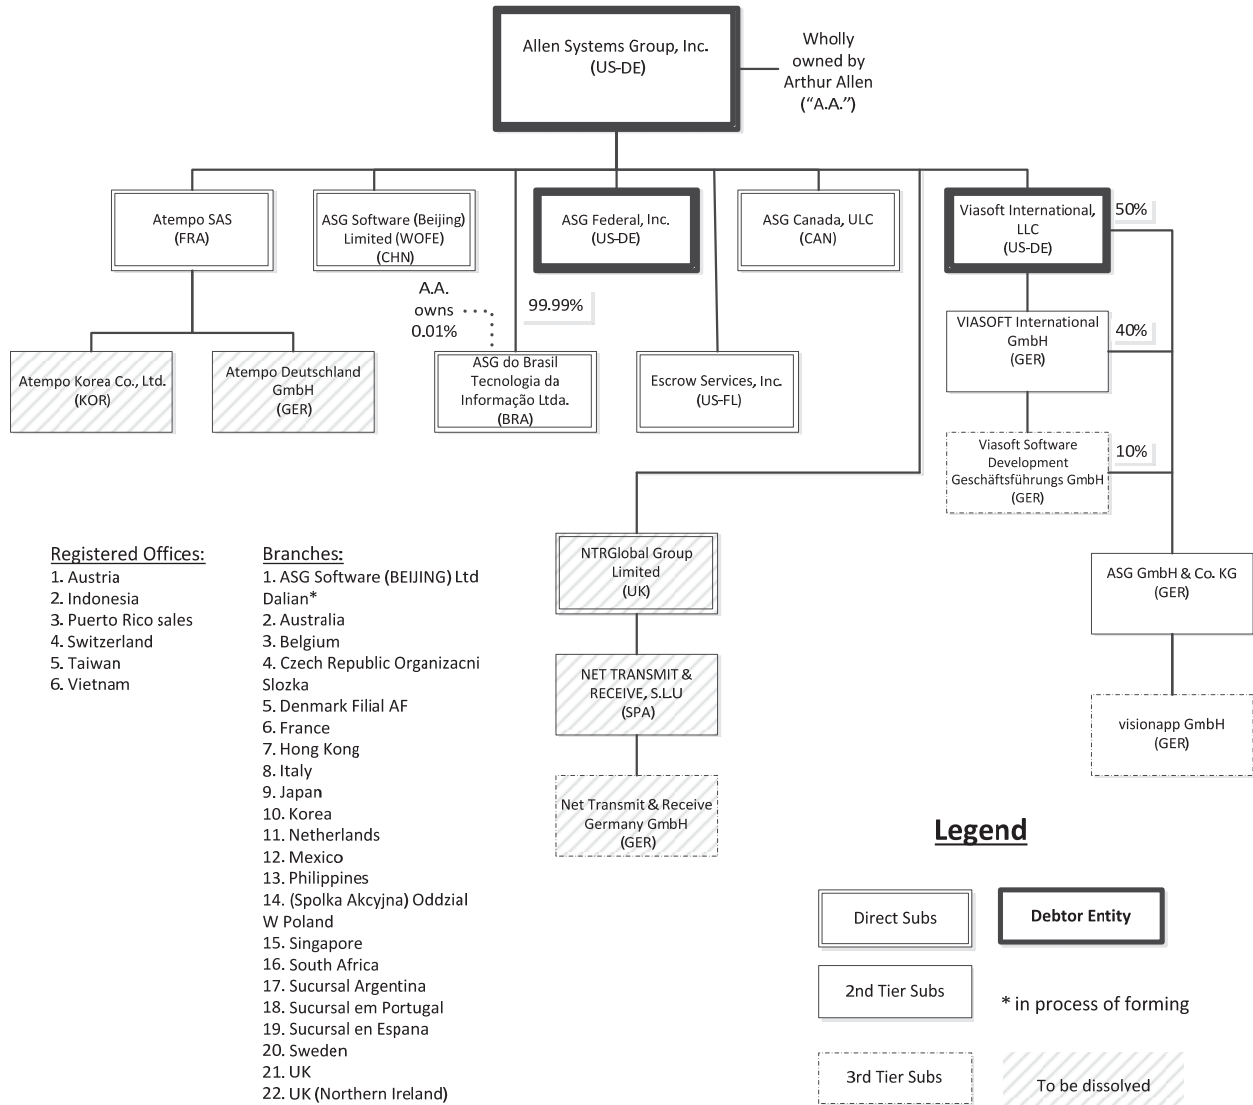 Allen Systems Group, Inc.
(US-DE)
Wholly
owned by
Arthur Allen
(“A.A.”)
Atempo SAS
(FRA)
ASG Software (Beijing)
Limited (WOFE)
(CHN)
ASG Federal, Inc.
(US-DE)
ASG Canada, ULC
(CAN)
Viasoft International,
LLC
(US-DE)
50%
A.A.
owns
0.01%
99.99%
VIASOFT International
GmbH
(GER)
40%
Atempo Korea Co., Ltd.
(KOR)
Atempo Deutschland
GmbH
(GER)
ASG do Brasil
Tecnologia da
Informação Ltda.
(BRA)
Escrow Services, Inc.
(US-FL)
Viasoft Software
Development
Geschäftsführungs GmbH
(GER)
10%
Registered Offices:
1. Austria
2. Indonesia
3. Puerto Rico sales
4. Switzerland
5. Taiwan
6. Vietnam
Branches:
1. ASG Software (BEIJING) Ltd
Dalian*
2. Australia
3. Belgium
4. Czech Republic Organizacni
Slozka
5. Denmark Filial AF
6. France
7. Hong Kong
8. Italy
9. Japan
10. Korea
11. Netherlands
12. Mexico
13. Philippines
14. (Spolka Akcyjna) Oddzial
W Poland
15. Singapore
16. South Africa
17. Sucursal Argentina
18. Sucursal em Portugal
19. Sucursal en Espana
20. Sweden
21. UK
22. UK (Northern Ireland)
NTRGlobal Group
Limited
(UK)
NET TRANSMIT &
RECEIVE, S.L.U
(SPA)
Net Transmit & Receive
Germany GmbH
(GER)
ASG GmbH & Co. KG
(GER)
visionapp GmbH
(GER)
Legend
Direct Subs
Debtor Entity
2nd Tier Subs
* in process of forming
3rd Tier Subs
To be dissolved